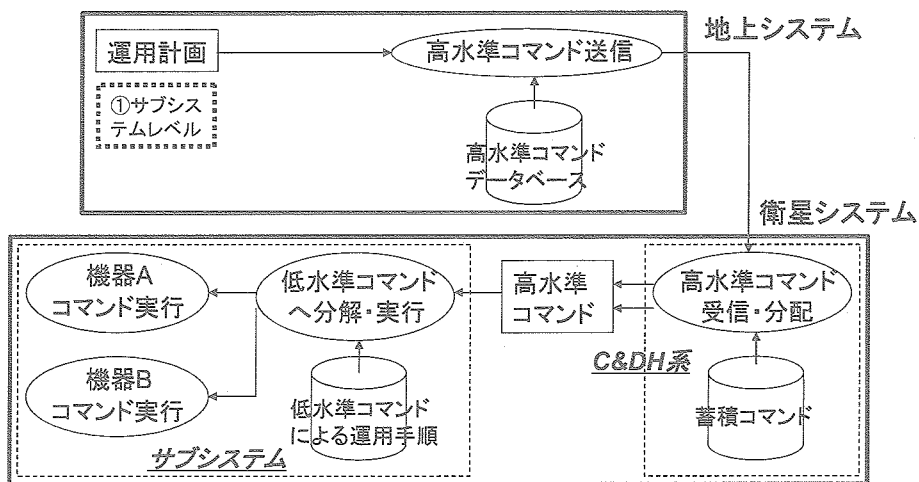 地上システム
運用計画
高水準コマンド送信
①サブシス
テムレベル
高水準コマンド
データベース
衛星システム
機器A
コマンド実行
低水準コマンド
へ分解・実行
高水準
コマンド
高水準コマンド
受信・分配
C&DH系
機器B
コマンド実行
低水準コマンド
による運用手順
蓄積コマンド
サブシステム